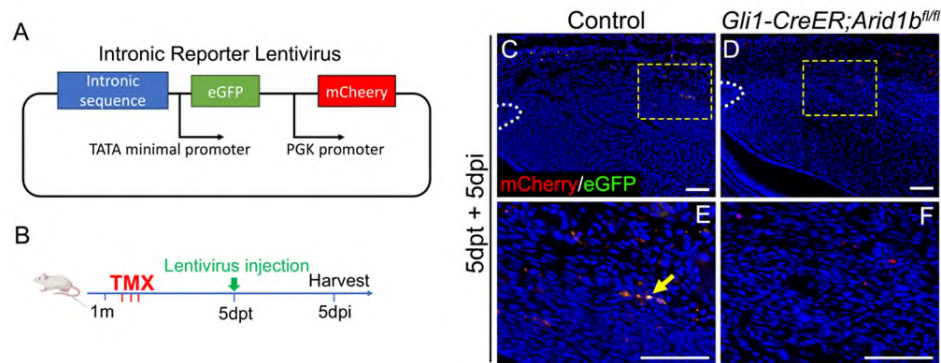 A
Intronic Reporter Lentivirus
Intronic
sequence
eGFP
mCheery
TATA minimal promoter
PGK promoter
B
Lentivirus injection
TMX
Harvest
1m
5dpt
5dpi
Control
Gli1-CreER;Arid1b^fl/fl
5dpt + 5dpi
C
D
mCherry/eGFP
E
F